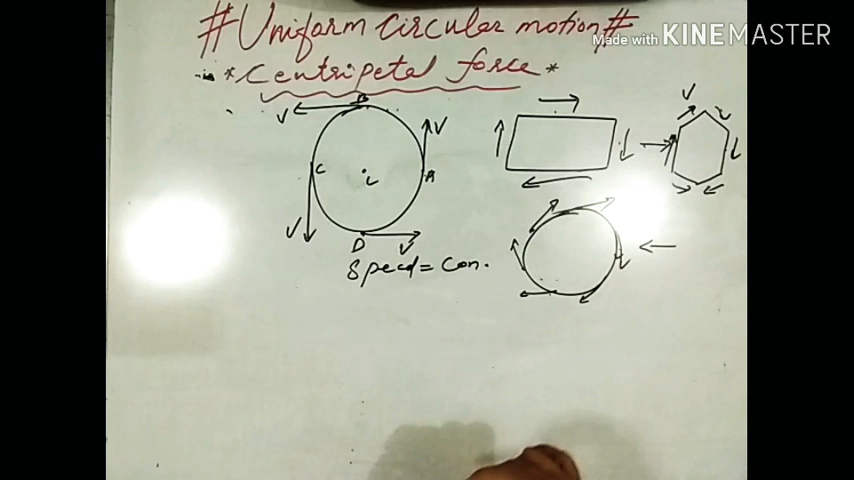 #Uniform circular motion#
Made with KINEMASTER
*Centripetal force*
B
V
V
V
C
L
A
V
D
V
Speed = Con.